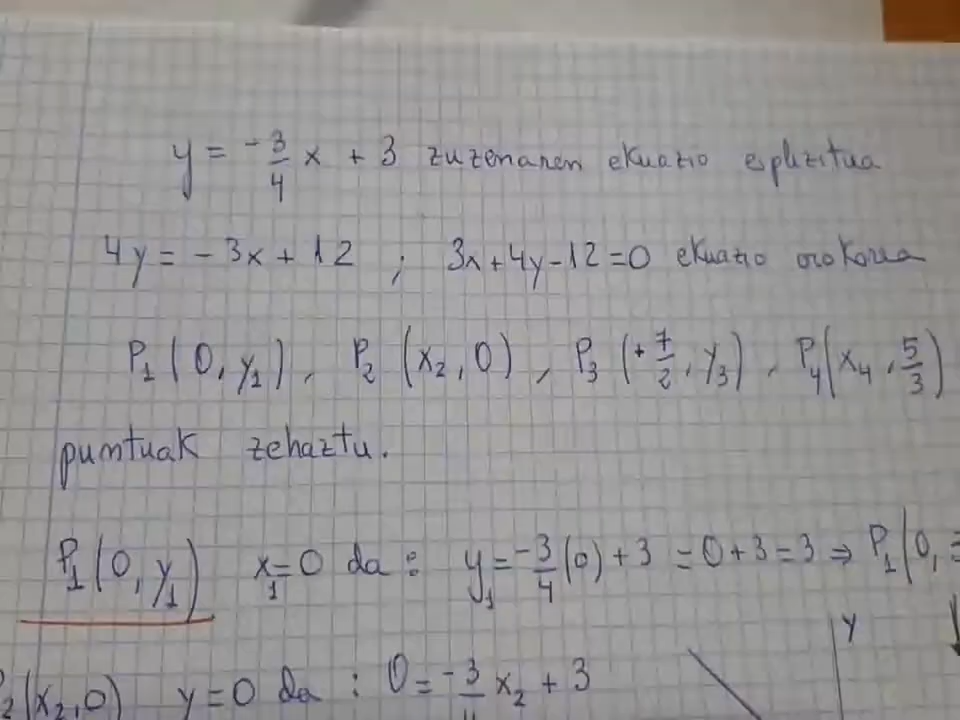 y = -3/4 x + 3 zuzenaren ekuazio esplizitua
4y = -3x + 12 ; 3x+4y-12=0 ekuazio orokorra
P1 (0, y1), P2 (x2, 0), P3 (+7/2, y3), P4 (x4, 5/3)
puntuak zehaztu.
P1 (0, y1) x1=0 da : y1 = -3/4 (0) + 3 = 0+3 = 3 ⇒ P1 (0,
y
P2 (x2, 0) y=0 da : 0 = -3/4 x2 + 3